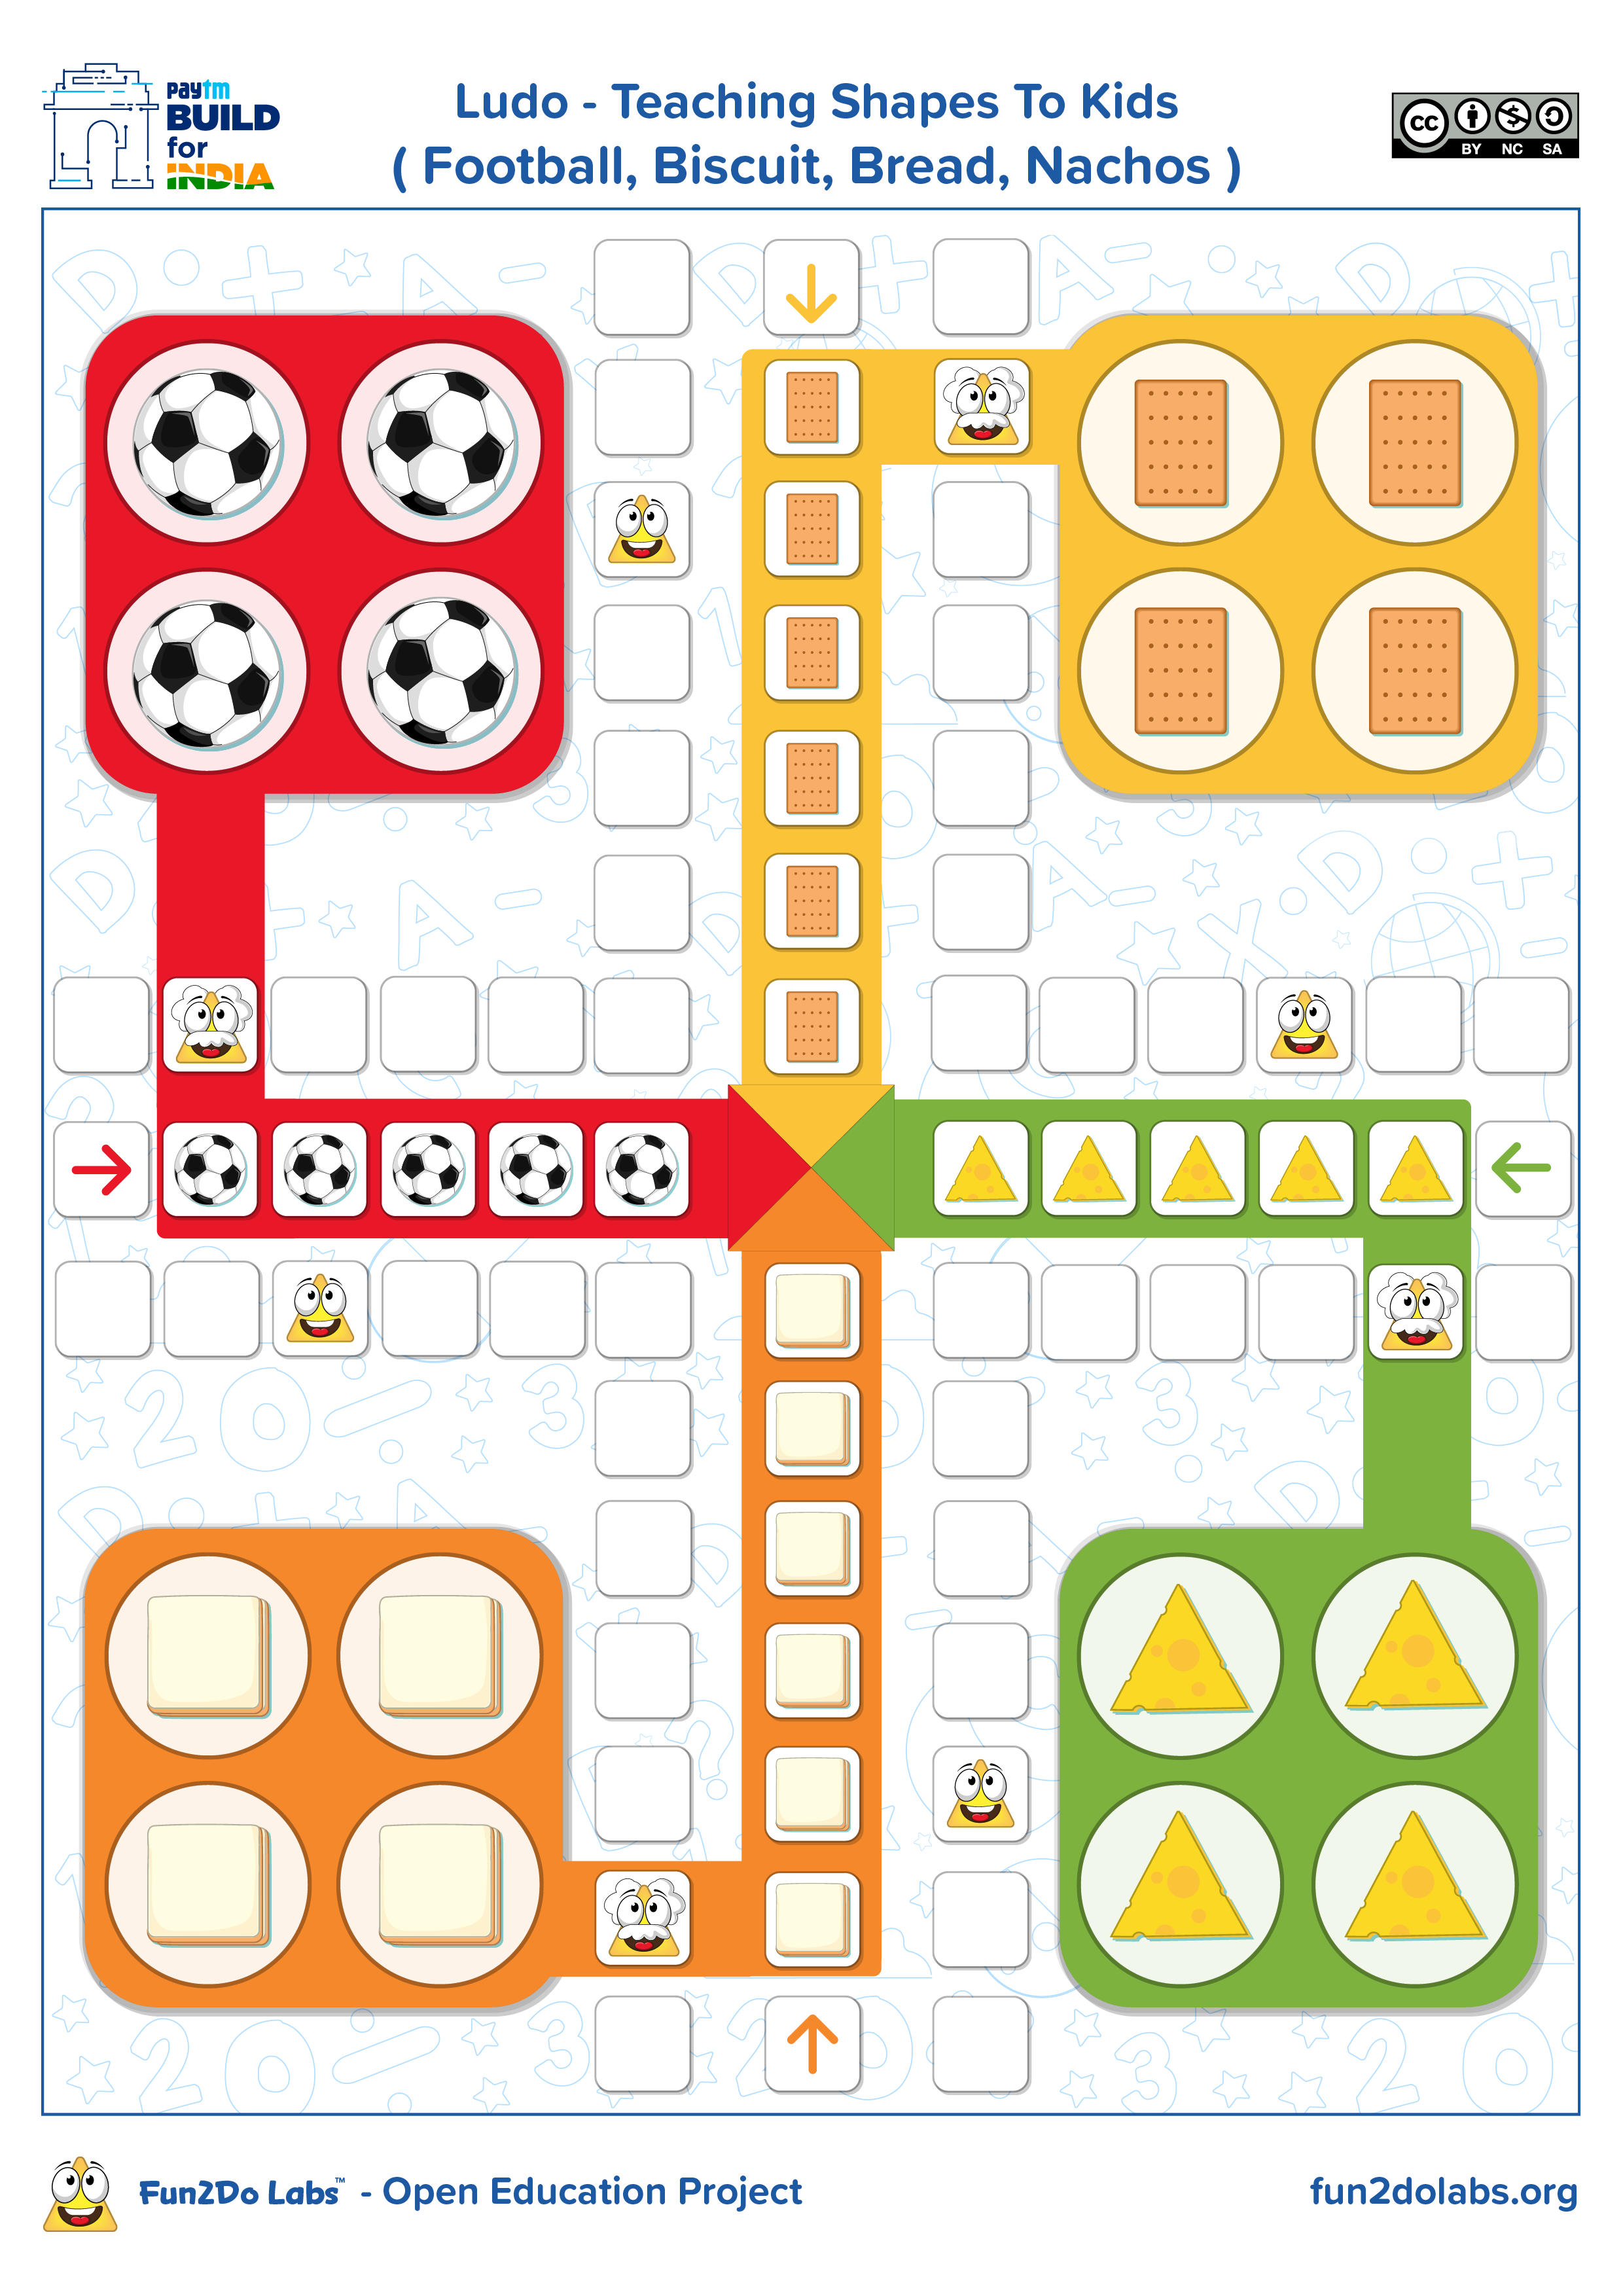 paytm
BUILD
for
INDIA
Ludo - Teaching Shapes To Kids
( Football, Biscuit, Bread, Nachos )
cc
BY NC SA
Fun2Do Labs™ - Open Education Project
fun2dolabs.org